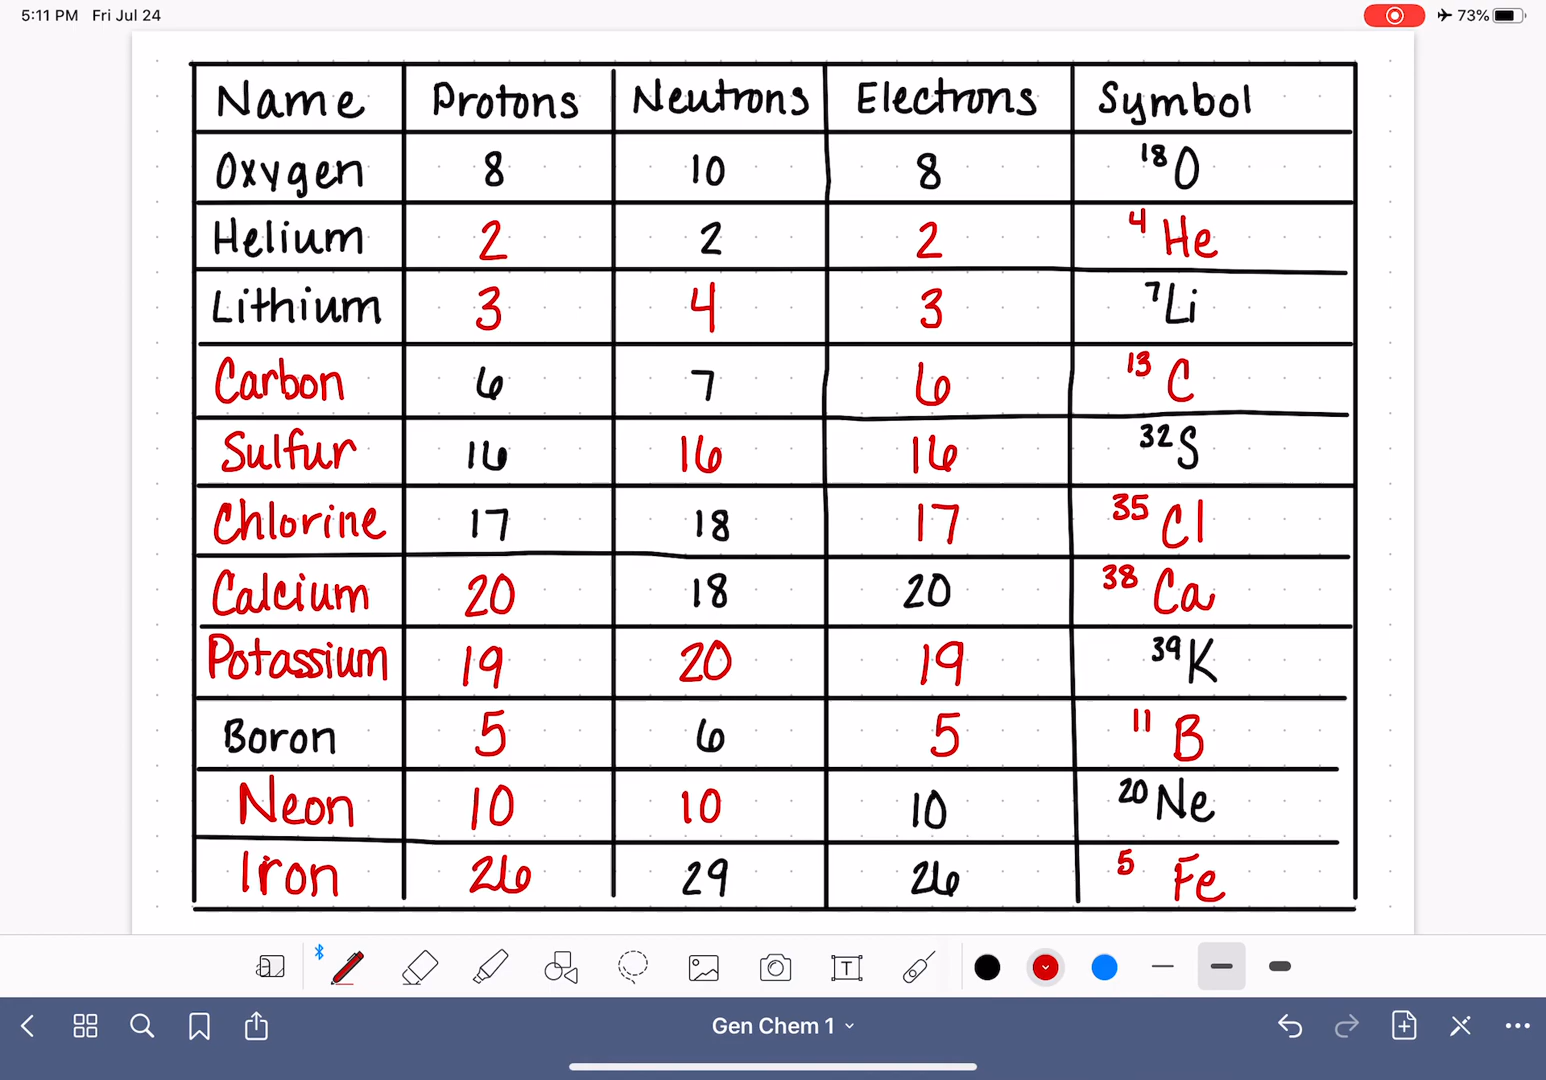 5:11 PM Fri Jul 24
73%
Name Protons Neutrons Electrons Symbol
Oxygen 8 10 8 ¹⁸O
Helium 2 2 2 ⁴He
Lithium 3 4 3 ⁷Li
Carbon 6 7 6 ¹³C
Sulfur 16 16 16 ³²S
Chlorine 17 18 17 ³⁵Cl
Calcium 20 18 20 ³⁸Ca
Potassium 19 20 19 ³⁹K
Boron 5 6 5 ¹¹B
Neon 10 10 10 ²⁰Ne
Iron 26 29 26 ⁵Fe
T
Gen Chem 1